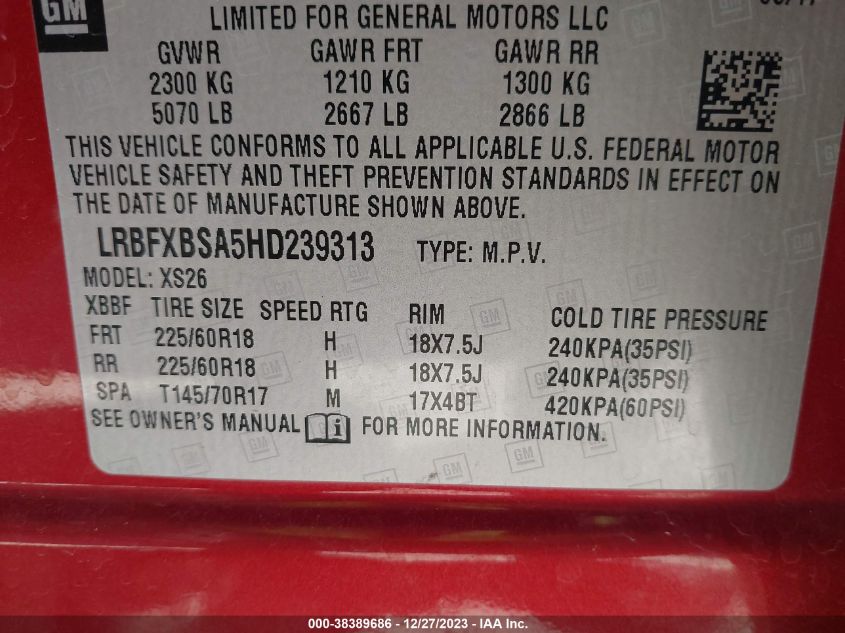 GM
LIMITED FOR GENERAL MOTORS LLC
GVWR GAWR FRT GAWR RR
2300 KG 1210 KG 1300 KG
5070 LB 2667 LB 2866 LB
THIS VEHICLE CONFORMS TO ALL APPLICABLE U.S. FEDERAL MOTOR
VEHICLE SAFETY AND THEFT PREVENTION STANDARDS IN EFFECT ON
THE DATE OF MANUFACTURE SHOWN ABOVE.
LRBFXBSA5HD239313 TYPE: M.P.V.
MODEL: XS26
XBBF TIRE SIZE SPEED RTG RIM COLD TIRE PRESSURE
FRT 225/60R18 H 18X7.5J 240KPA(35PSI)
RR 225/60R18 H 18X7.5J 240KPA(35PSI)
SPA T145/70R17 M 17X4BT 420KPA(60PSI)
SEE OWNER'S MANUAL i FOR MORE INFORMATION.
000-38389686 - 12/27/2023 - IAA Inc.